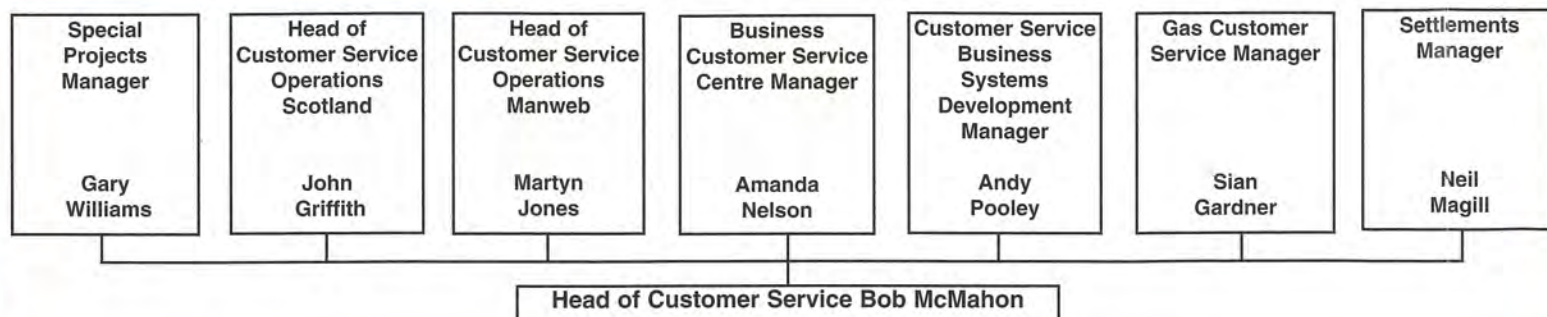 Special
Projects
Manager
Gary
Williams
Head of
Customer Service
Operations
Scotland
John
Griffith
Head of
Customer Service
Operations
Manweb
Martyn
Jones
Business
Customer Service
Centre Manager
Amanda
Nelson
Customer Service
Business
Systems
Development
Manager
Andy
Pooley
Gas Customer
Service Manager
Sian
Gardner
Settlements
Manager
Neil
Magill
Head of Customer Service Bob McMahon